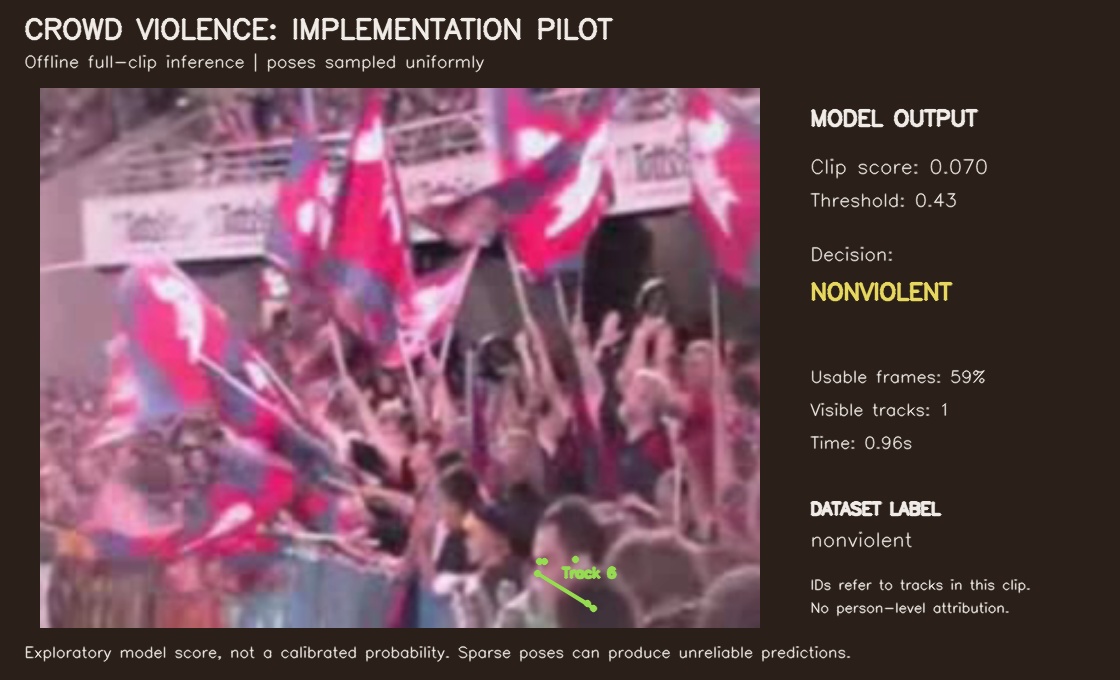 CROWD VIOLENCE: IMPLEMENTATION PILOT
Offline full-clip inference | poses sampled uniformly
MODEL OUTPUT
Clip score: 0.070
Threshold: 0.43
Decision:
NONVIOLENT
Usable frames: 59%
Visible tracks: 1
Time: 0.96s
DATASET LABEL
nonviolent
IDs refer to tracks in this clip.
No person-level attribution.
Track 6
Exploratory model score, not a calibrated probability. Sparse poses can produce unreliable predictions.